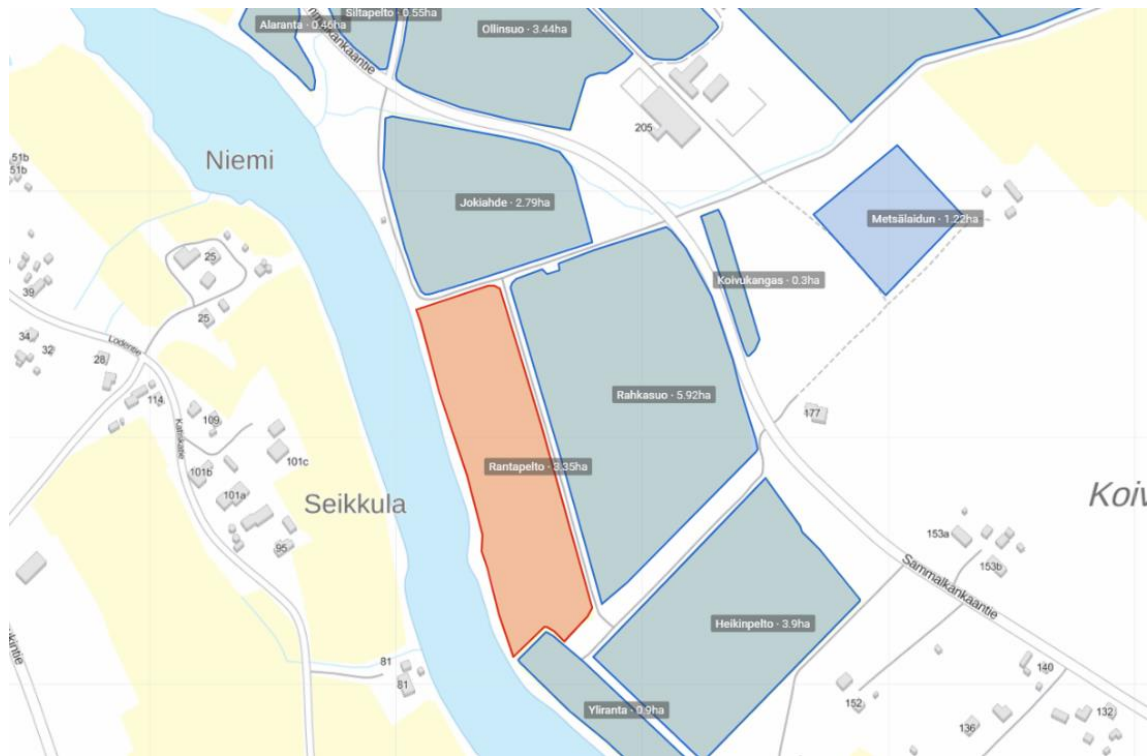 Alaranta · 0.46ha
Siltapelto · 0.55ha
Ollinsuo · 3.44ha
205
Niemi
51b
51b
Jokiahde · 2.79ha
Metsälaidun · 1.22ha
25
Koivukangas · 0.3ha
39
25
34
32
Lodentie
28
Rahkasuo · 5.92ha
114
109
177
Katrikatie
101c
101b
Rantapelto · 3.35ha
101a
Seikkula
Koiv
95
153a
153b
Sammalkankaantie
Heikinpelto · 3.9ha
81
81
140
152
Yliranta · 0.9ha
136
132